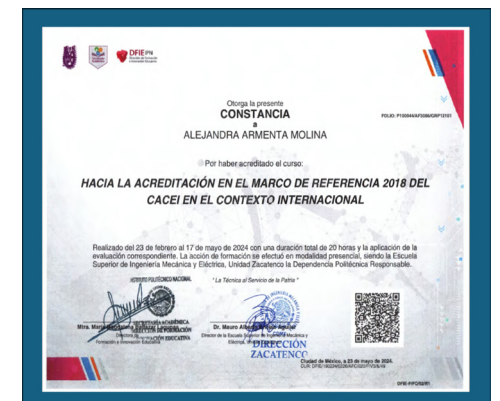 DFIE IPN
Otorga la presente
CONSTANCIA
a
ALEJANDRA ARMENTA MOLINA
Por haber acreditado el curso:
HACIA LA ACREDITACIÓN EN EL MARCO DE REFERENCIA 2018 DEL
CACEI EN EL CONTEXTO INTERNACIONAL
Realizado del 23 de febrero al 17 de mayo de 2024 con una duración total de 20 horas y la aplicación de la
evaluación correspondiente. La acción de formación se efectuó en modalidad presencial, siendo la Escuela
Superior de Ingeniería Mecánica y Eléctrica, Unidad Zacatenco la Dependencia Politécnica Responsable.
INSTITUTO POLITÉCNICO NACIONAL
"La Técnica al Servicio de la Patria"
SECRETARÍA ACADÉMICA
Dr. Mauro
DIRECCIÓN
ZACATENCO
Ciudad de México, a 23 de mayo de 2024.